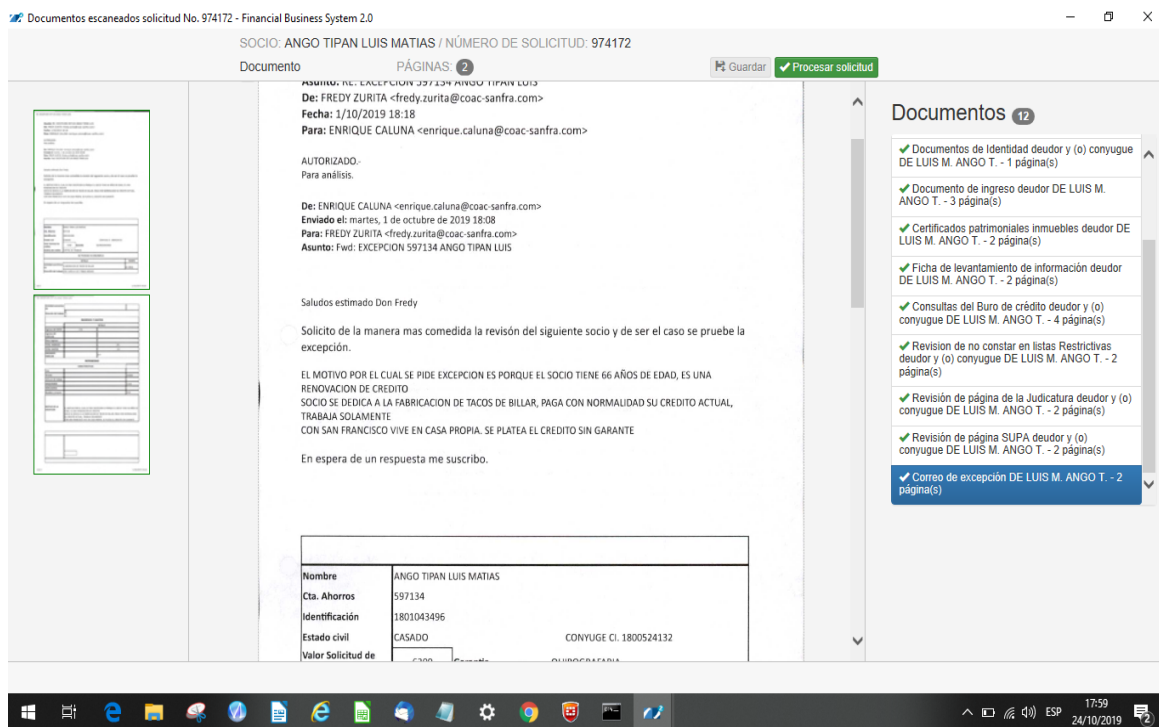 Documentos escaneados solicitud No. 974172 - Financial Business System 2.0
SOCIO: ANGO TIPAN LUIS MATIAS / NÚMERO DE SOLICITUD: 974172
Documento PÁGINAS: 2 Guardar Procesar solicitud
Asunto: RE: EXCEPCION 597134 ANGO TIPAN LUIS
De: FREDY ZURITA <fredy.zurita@coac-sanfra.com>
Fecha: 1/10/2019 18:18
Para: ENRIQUE CALUNA <enrique.caluna@coac-sanfra.com>
AUTORIZADO.-
Para análisis.
De: ENRIQUE CALUNA <enrique.caluna@coac-sanfra.com>
Enviado el: martes, 1 de octubre de 2019 18:08
Para: FREDY ZURITA <fredy.zurita@coac-sanfra.com>
Asunto: Fwd: EXCEPCION 597134 ANGO TIPAN LUIS
Saludos estimado Don Fredy
Solicito de la manera mas comedida la revisón del siguiente socio y de ser el caso se pruebe la
excepción.
EL MOTIVO POR EL CUAL SE PIDE EXCEPCION ES PORQUE EL SOCIO TIENE 66 AÑOS DE EDAD, ES UNA
RENOVACION DE CREDITO
SOCIO SE DEDICA A LA FABRICACION DE TACOS DE BILLAR, PAGA CON NORMALIDAD SU CREDITO ACTUAL,
TRABAJA SOLAMENTE
CON SAN FRANCISCO VIVE EN CASA PROPIA. SE PLATEA EL CREDITO SIN GARANTE
En espera de un respuesta me suscribo.
Nombre ANGO TIPAN LUIS MATIAS
Cta. Ahorros 597134
Identificación 1801043496
Estado civil CASADO CONYUGE CI. 1800524132
Valor Solicitud de
Documentos 12
Documentos de Identidad deudor y (o) conyugue
DE LUIS M. ANGO T. - 1 página(s)
Documento de ingreso deudor DE LUIS M.
ANGO T. - 3 página(s)
Certificados patrimoniales inmuebles deudor DE
LUIS M. ANGO T. - 2 página(s)
Ficha de levantamiento de información deudor
DE LUIS M. ANGO T. - 2 página(s)
Consultas del Buro de crédito deudor y (o)
conyugue DE LUIS M. ANGO T. - 4 página(s)
Revision de no constar en listas Restrictivas
deudor y (o) conyugue DE LUIS M. ANGO T. - 2
página(s)
Revisión de página de la Judicatura deudor y (o)
conyugue DE LUIS M. ANGO T. - 2 página(s)
Revisión de página SUPA deudor y (o)
conyugue DE LUIS M. ANGO T. - 2 página(s)
Correo de excepción DE LUIS M. ANGO T. - 2
página(s)
ESP
17:59
24/10/2019
2